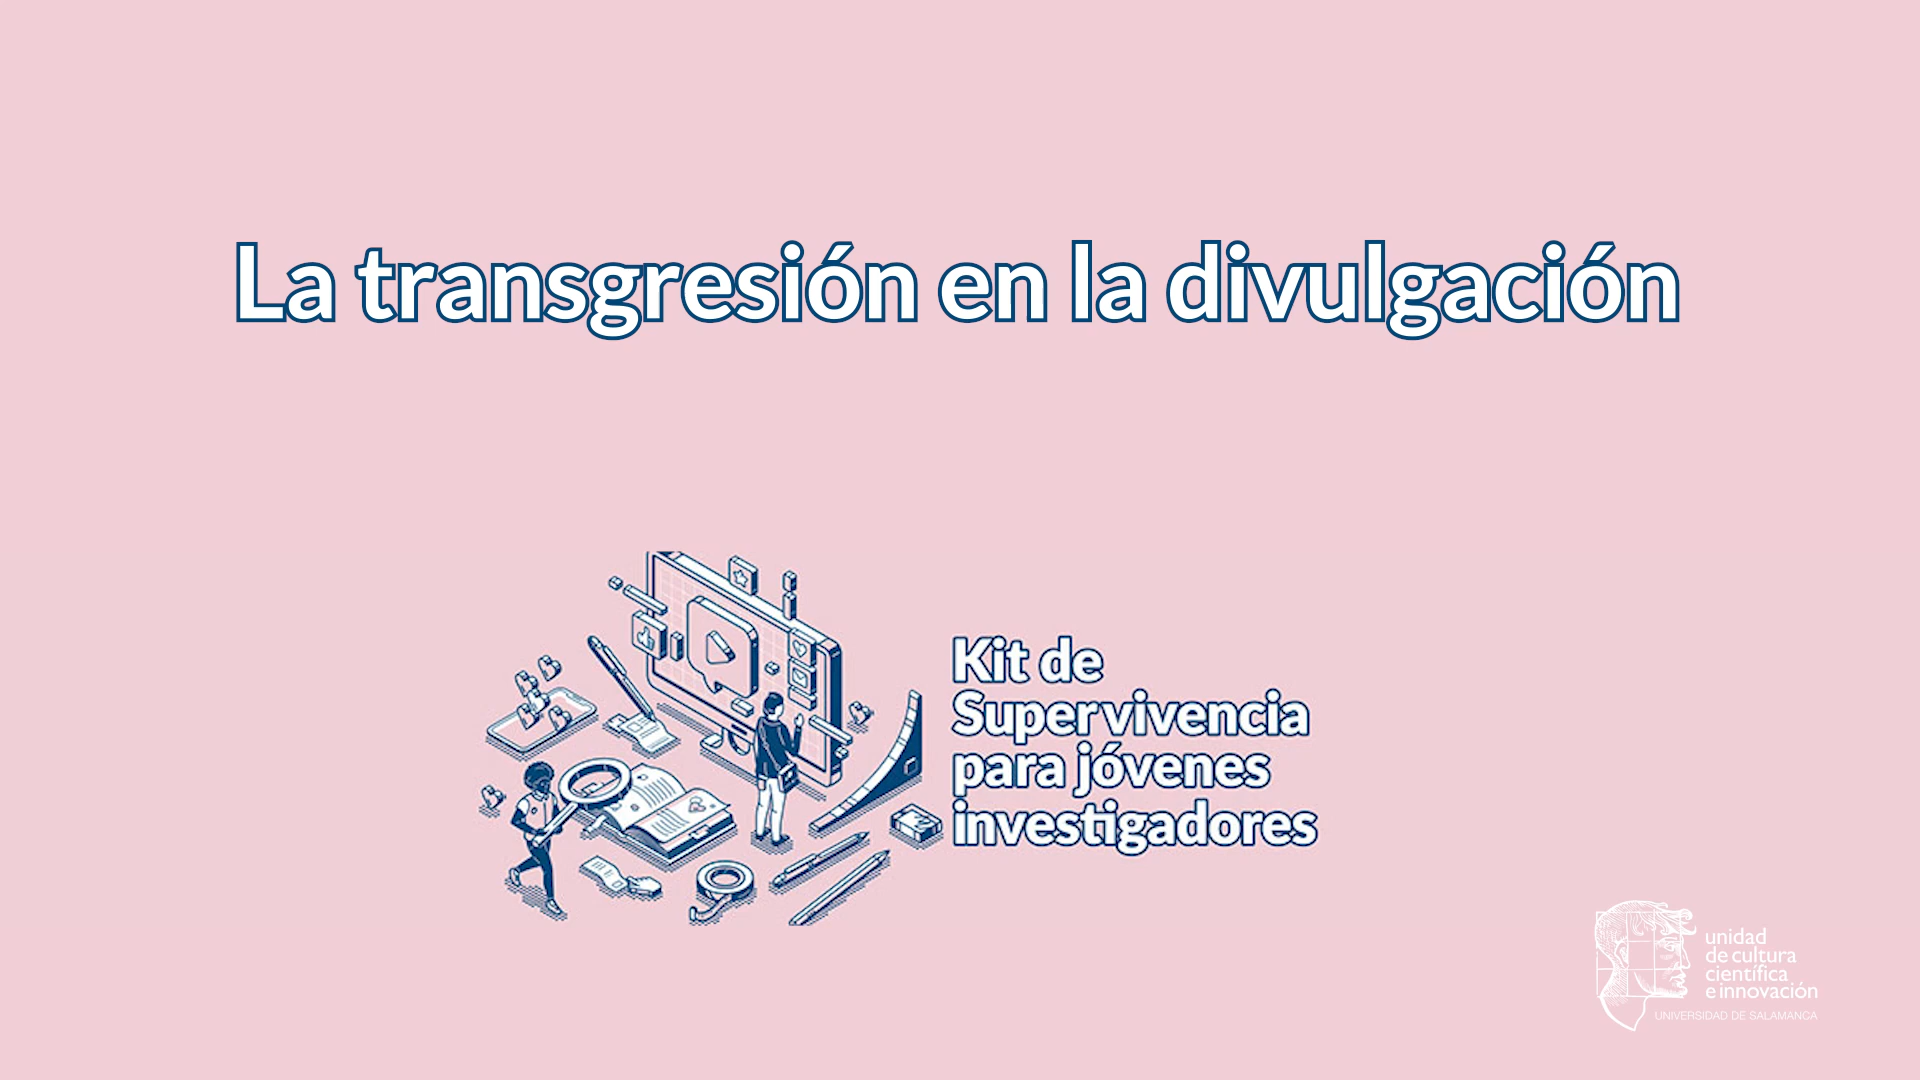 La transgresión en la divulgación
Kit de
Supervivencia
para jóvenes
investigadores
unidad
de cultura
científica
e innovación
UNIVERSIDAD DE SALAMANCA